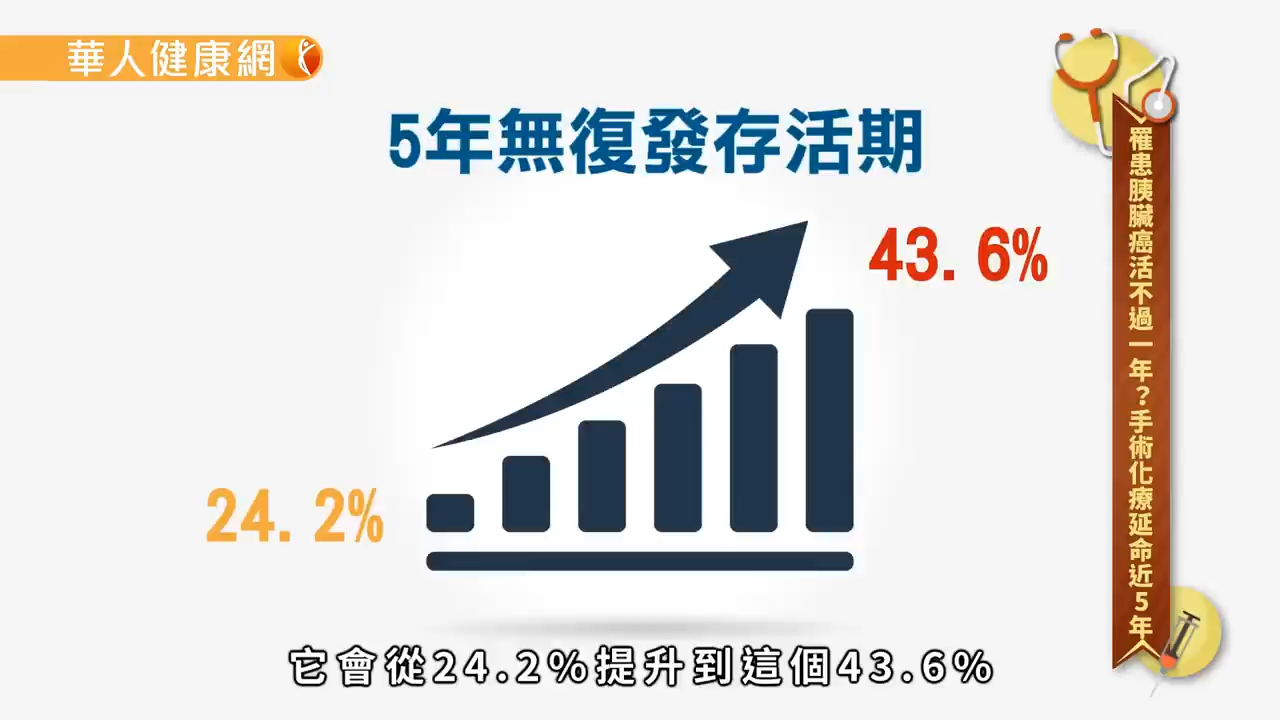 華人健康網
5年無復發存活期
43.6%
24.2%
它會從24.2%提升到這個43.6%
罹患胰臟癌活不過一年？手術化療延命近5年